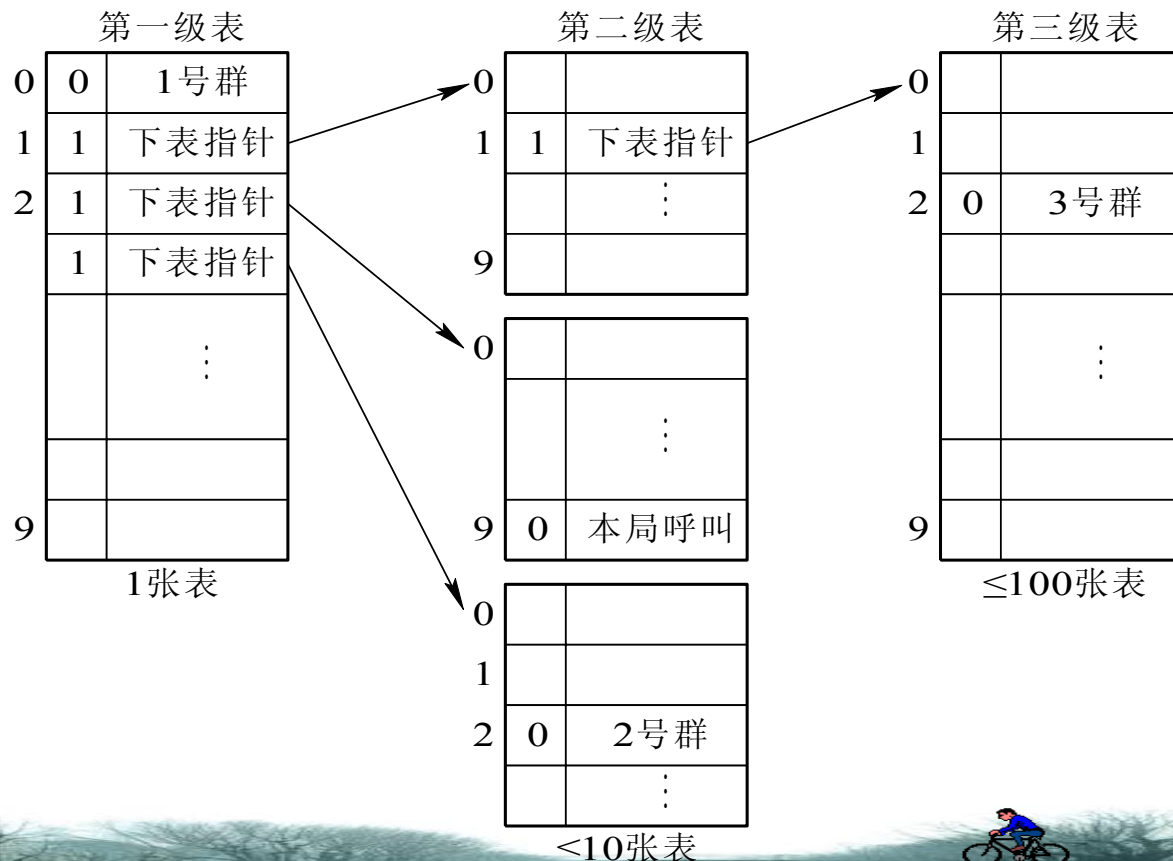 第一级表
0 0 1号群
1 1 下表指针
2 1 下表指针
1 下表指针
⋮
9
1张表
第二级表
0
1 1 下表指针
⋮
9
0
⋮
9 0 本局呼叫
0
1
2 0 2号群
⋮
<10张表
第三级表
0
1
2 0 3号群
⋮
9
≤100张表